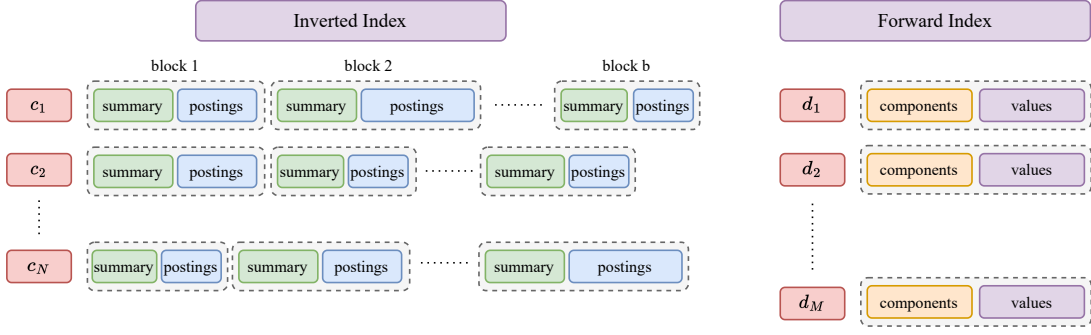 Inverted Index
Forward Index
block 1 block 2 block b
c1 summary postings summary postings summary postings
d1 components values
c2 summary postings summary postings summary postings
d2 components values
cN summary postings summary postings summary postings
dM components values